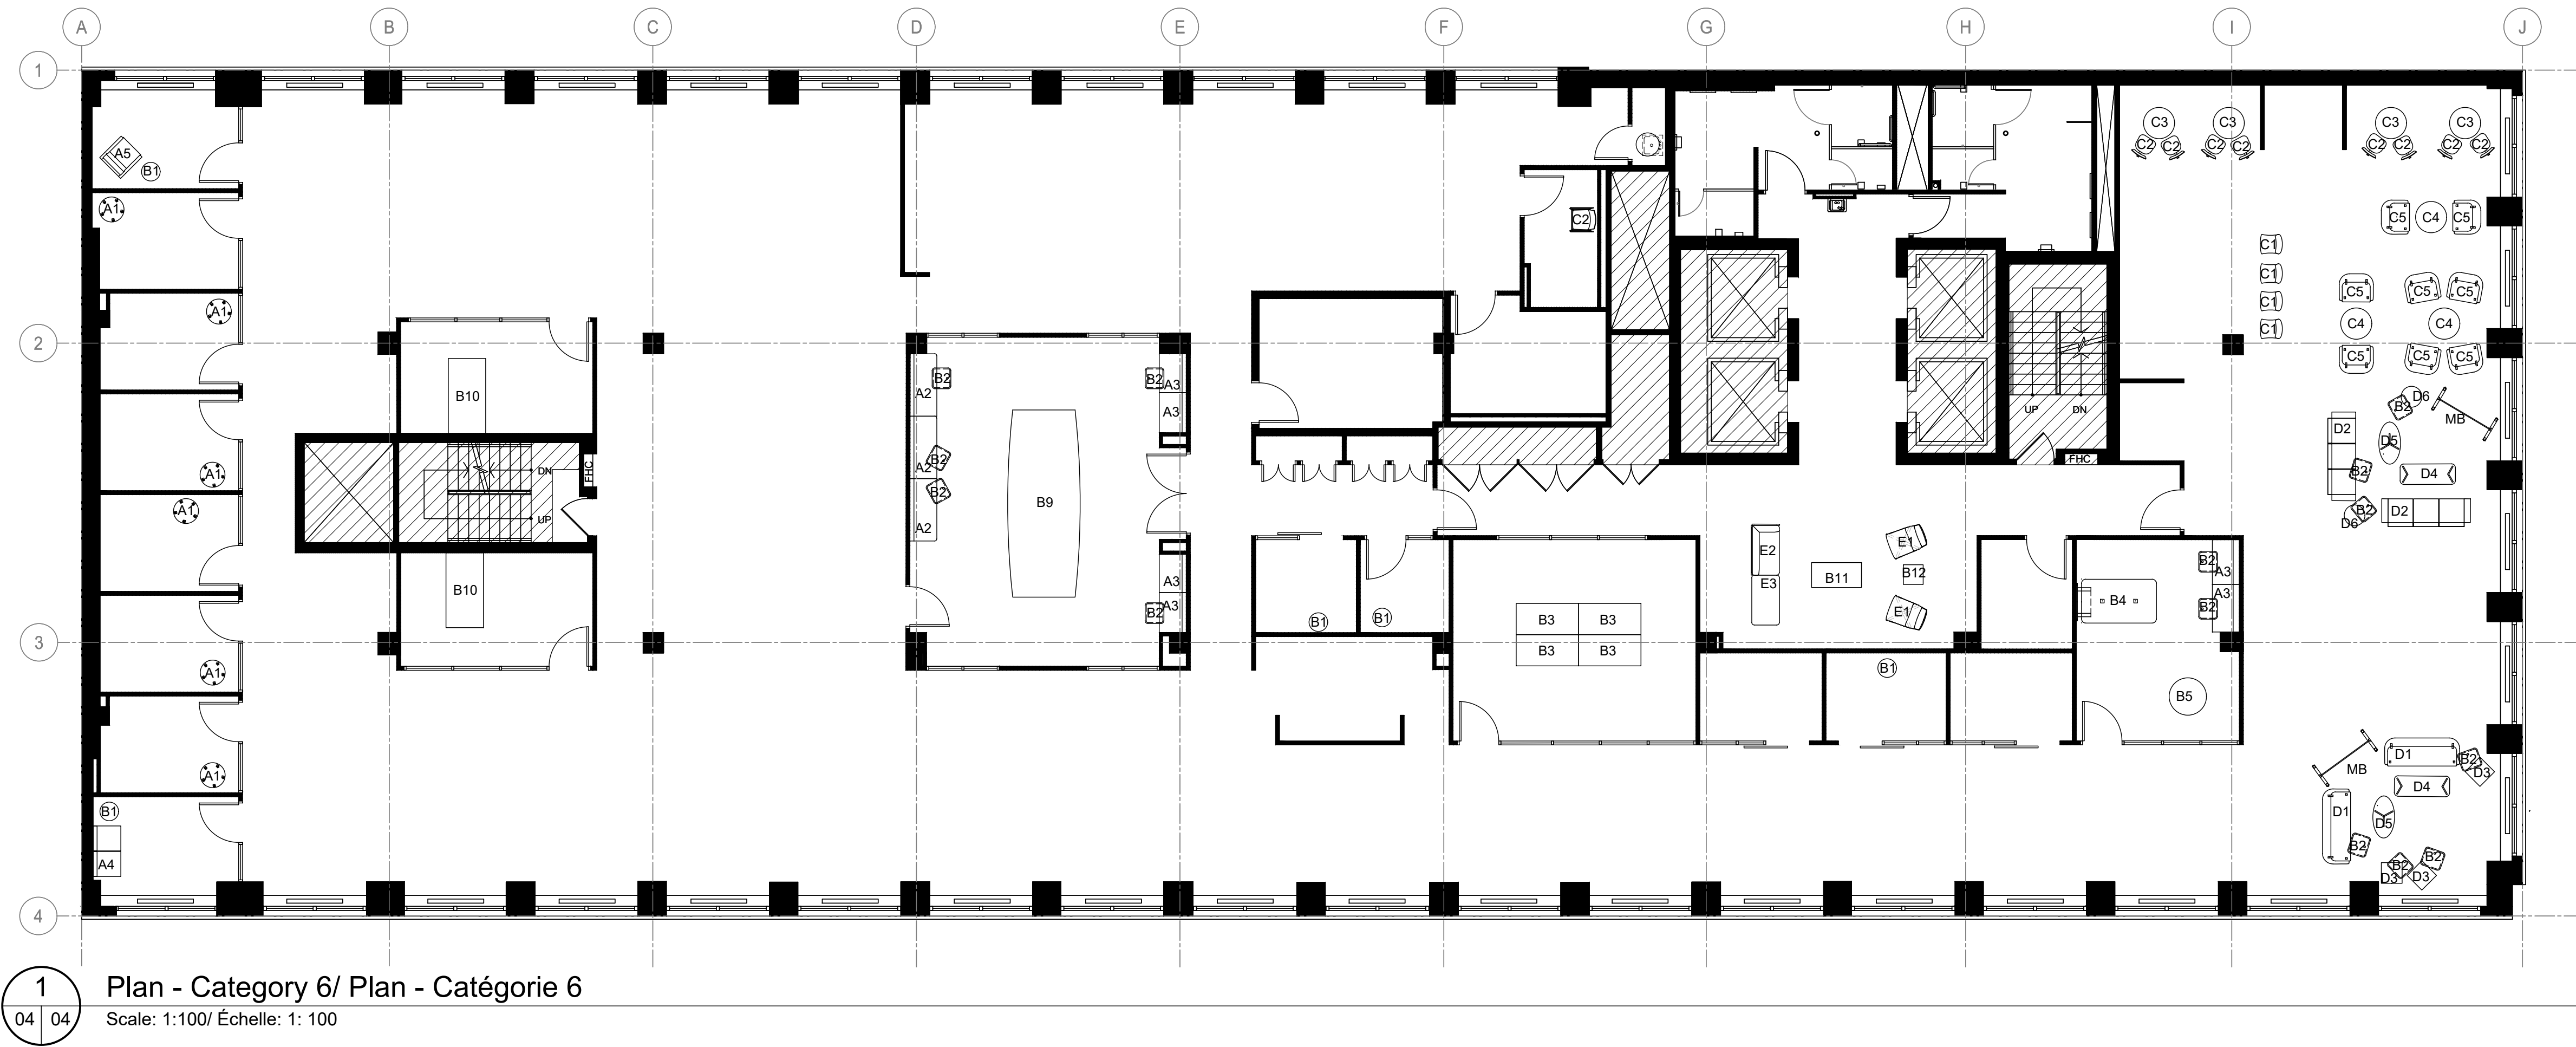 A B C D E F G H I J
1
C3 C3 C3 C3
C2 C2 C2 C2 C2 C2 C2 C2
A5
B1
A1
C2
C5 C4 C5
C1
C1
C5 C5 C5
A1
C1
C4 C4
C1
2
C5 C5 C5
B2 B2
A3
A2
A3
B10
D6
B2
UP DN
MB
D2
D5
FHC
B2
A2
B2
D4
DN
FHC
A1
B2
B9
A1
D2
B2
D6
UP
A2
E2
E1
B2
A3
B12
B11
A3
E3
A3
B4
B10
A3
B2
B2
E1
B1
B1
B3 B3
3
B3 B3
B1
A1
B5
D1
B2
MB
D3
A1
D4
B1
D1
D5
B2
A4
B2
B2
D3
D3
4
1
04 04
Plan - Category 6/ Plan - Catégorie 6
Scale: 1:100/ Échelle: 1: 100